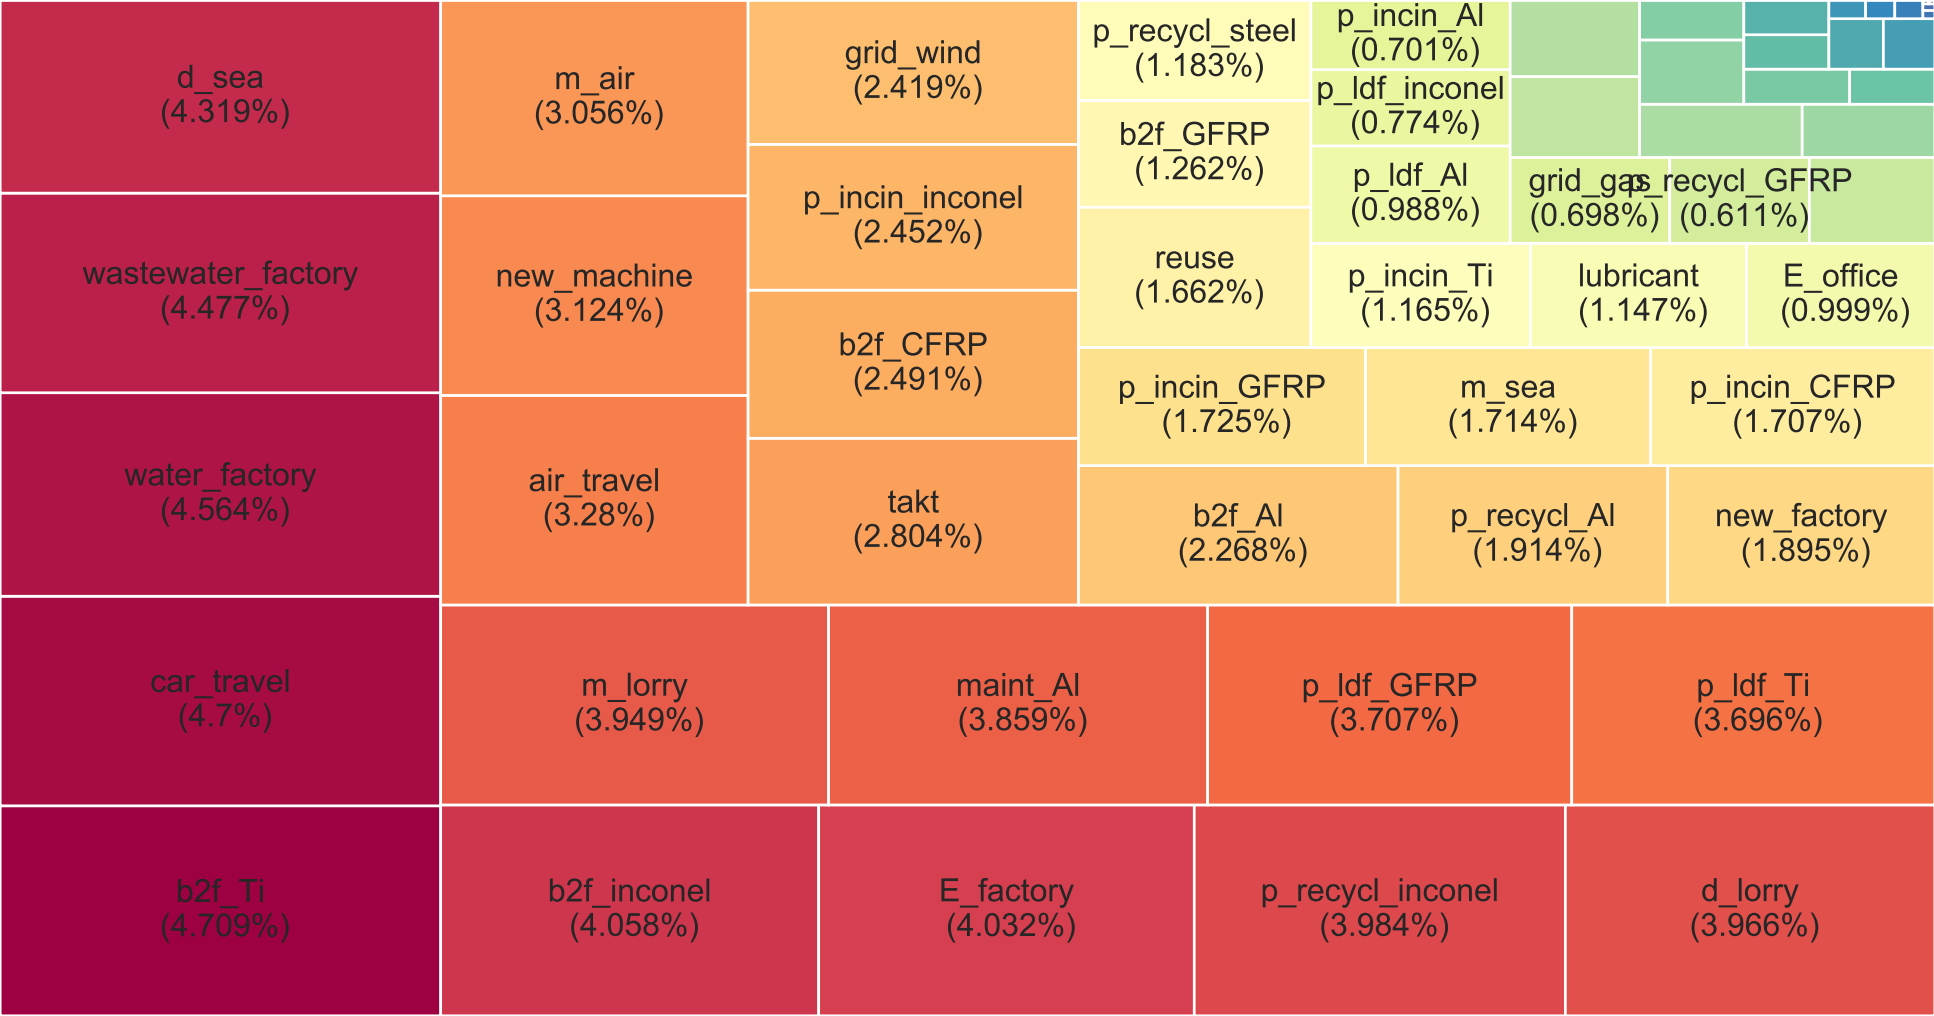 d_sea
(4.319%)
wastewater_factory
(4.477%)
water_factory
(4.564%)
car_travel
(4.7%)
b2f_Ti
(4.709%)
m_air
(3.056%)
new_machine
(3.124%)
air_travel
(3.28%)
grid_wind
(2.419%)
p_incin_inconel
(2.452%)
b2f_CFRP
(2.491%)
takt
(2.804%)
p_recycl_steel
(1.183%)
b2f_GFRP
(1.262%)
reuse
(1.662%)
p_incin_Al
(0.701%)
p_ldf_inconel
(0.774%)
p_ldf_Al
(0.988%)
grid_gas
(0.698%)
p_recycl_GFRP
(0.611%)
p_incin_Ti
(1.165%)
lubricant
(1.147%)
E_office
(0.999%)
p_incin_GFRP
(1.725%)
m_sea
(1.714%)
p_incin_CFRP
(1.707%)
b2f_Al
(2.268%)
p_recycl_Al
(1.914%)
new_factory
(1.895%)
m_lorry
(3.949%)
maint_Al
(3.859%)
p_ldf_GFRP
(3.707%)
p_ldf_Ti
(3.696%)
b2f_inconel
(4.058%)
E_factory
(4.032%)
p_recycl_inconel
(3.984%)
d_lorry
(3.966%)